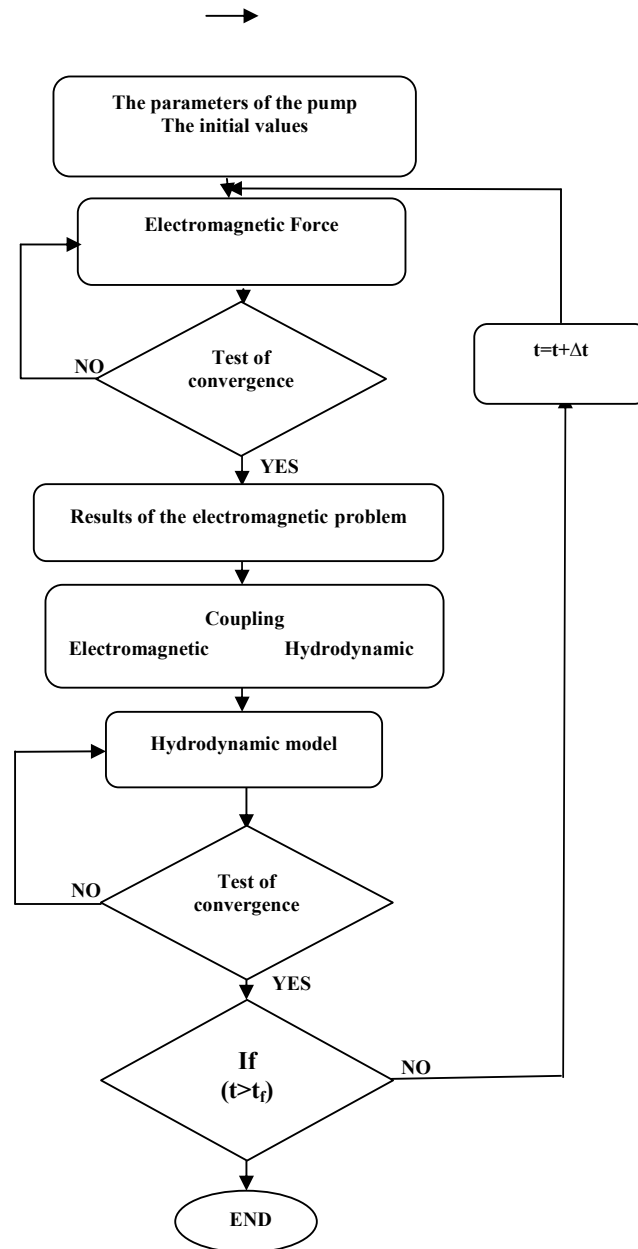 The parameters of the pump
The initial values
Electromagnetic Force
NO
Test of
convergence
t=t+Δt
YES
Results of the electromagnetic problem
Coupling
Electromagnetic Hydrodynamic
Hydrodynamic model
NO
Test of
convergence
YES
If
(t>t_f)
NO
END